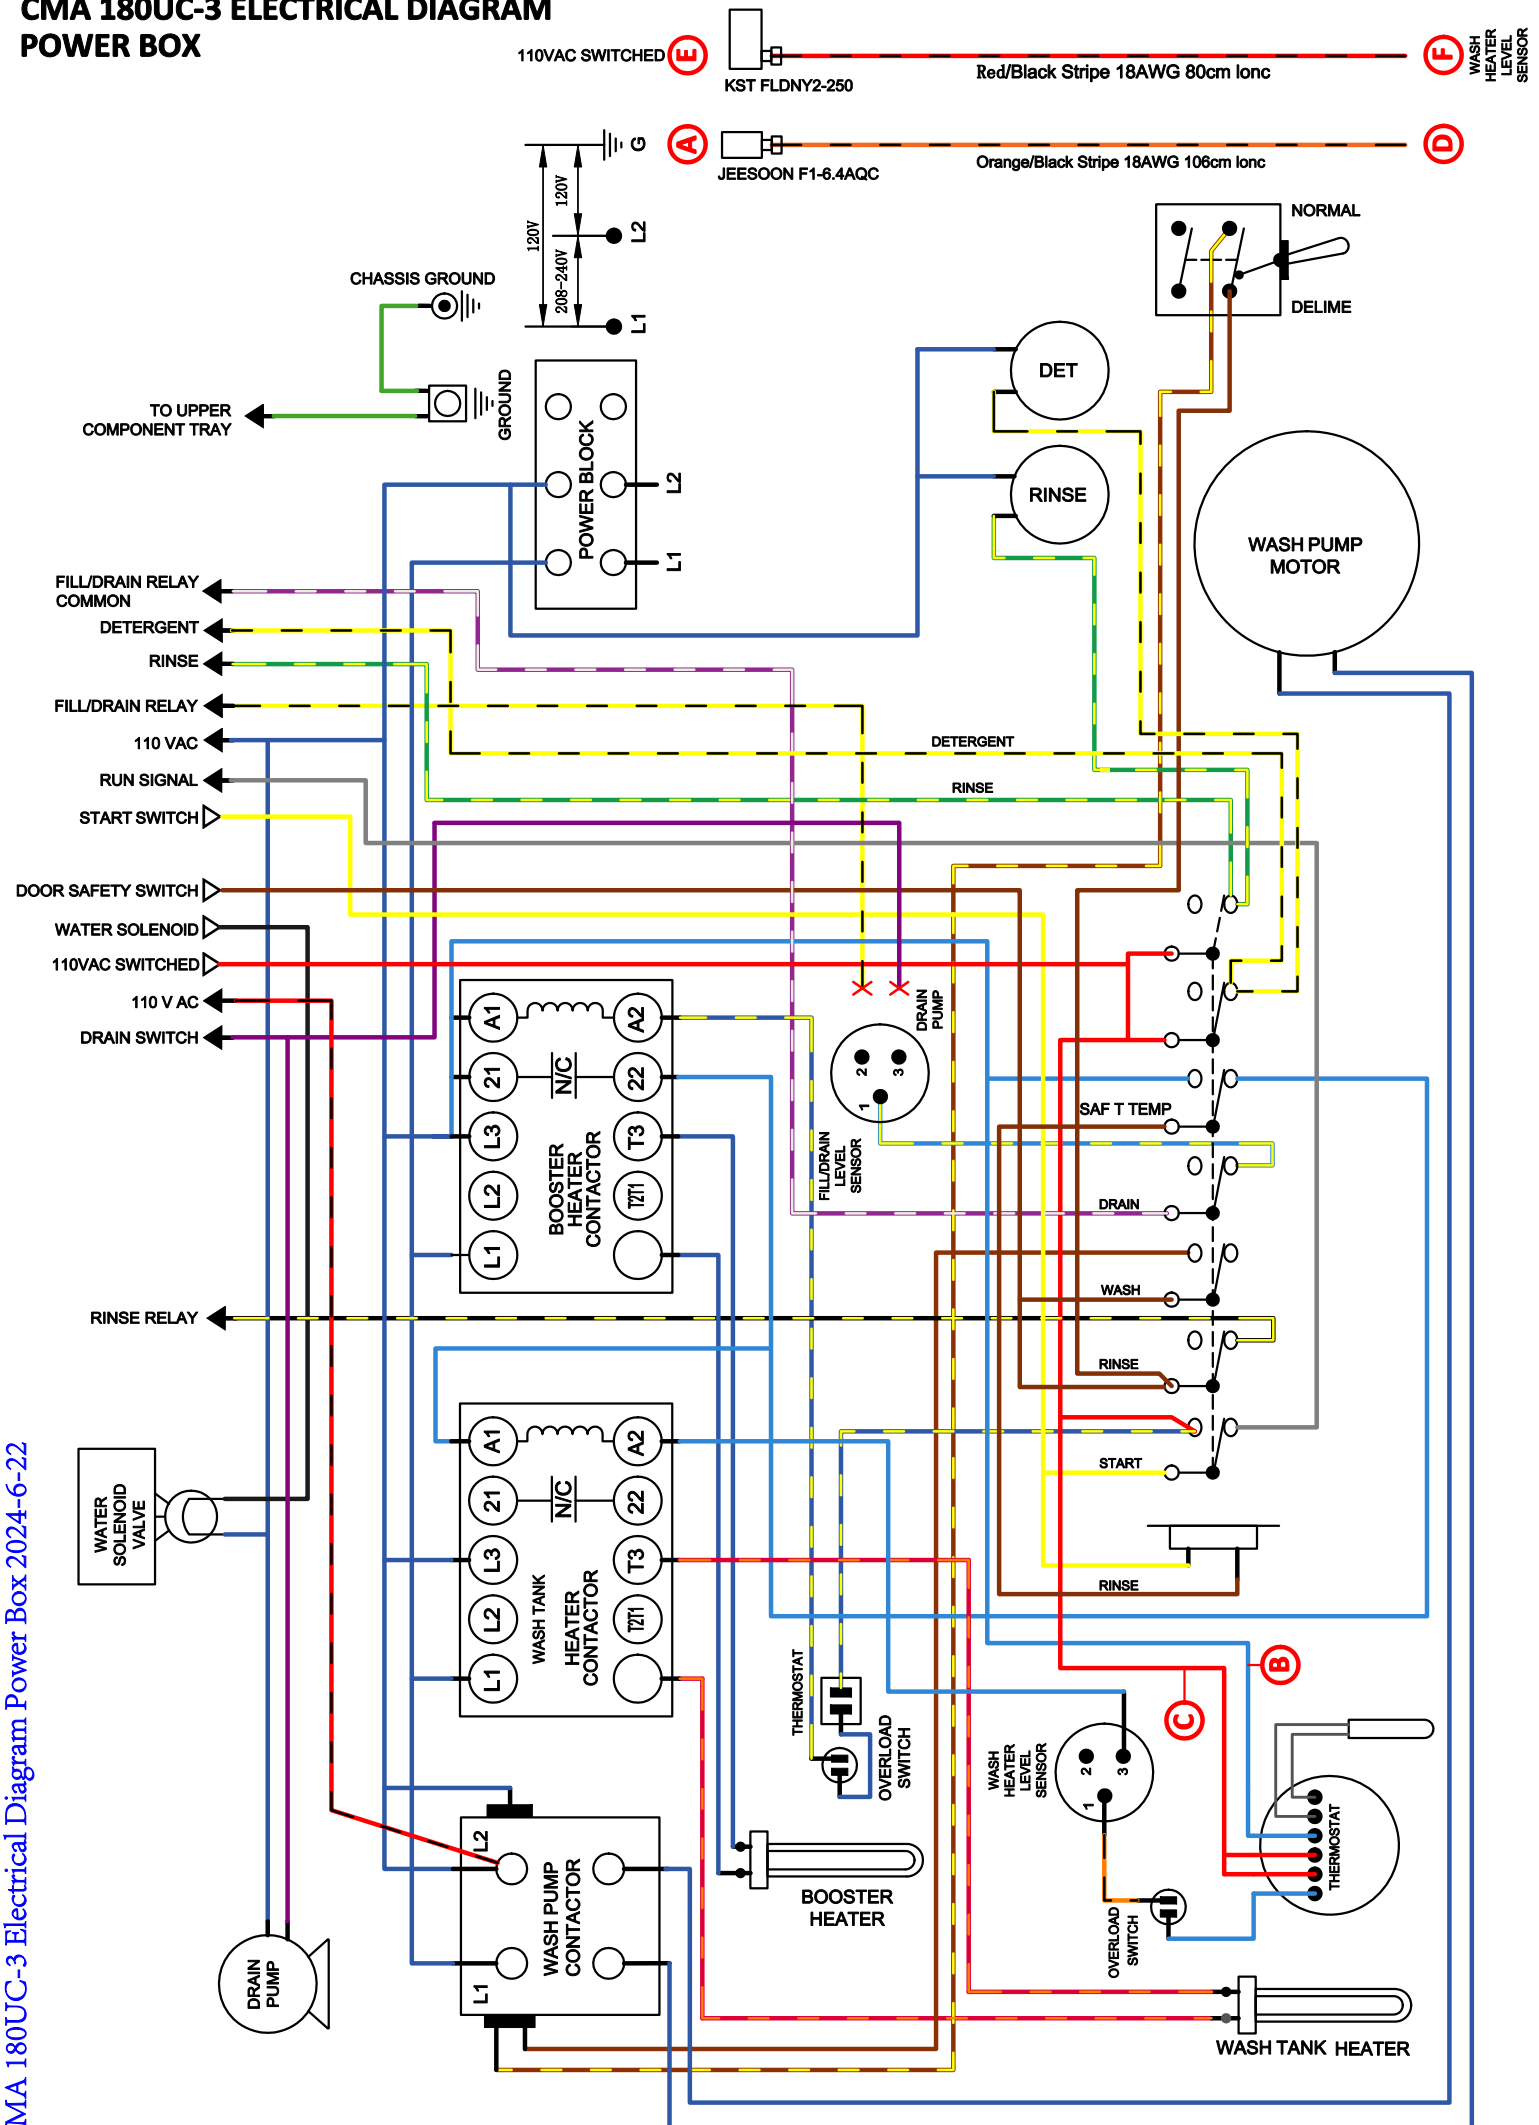 CMA 180UC-3 ELECTRICAL DIAGRAM
POWER BOX
110VAC SWITCHED
E
KST FLDNY2-250
Red/Black Stripe 18AWG 80cm lonc
F
WASH
HEATER
LEVEL
SENSOR
A
JEESOON F1-6.4AQC
Orange/Black Stripe 18AWG 106cm lonc
D
G
120V
120V
L2
208-240V
L1
NORMAL
DELIME
CHASSIS GROUND
TO UPPER
COMPONENT TRAY
GROUND
POWER BLOCK
L2
L1
DET
RINSE
WASH PUMP
MOTOR
FILL/DRAIN RELAY
COMMON
DETERGENT
RINSE
FILL/DRAIN RELAY
110 VAC
RUN SIGNAL
START SWITCH
DOOR SAFETY SWITCH
WATER SOLENOID
110VAC SWITCHED
110 V AC
DRAIN SWITCH
RINSE RELAY
DETERGENT
RINSE
A1
A2
21
N/C
22
L3
T3
L2
T2T1
L1
BOOSTER
HEATER
CONTACTOR
DRAIN
PUMP
2
3
1
FILL/DRAIN
LEVEL
SENSOR
SAF T TEMP
DRAIN
WASH
RINSE
START
RINSE
A1
A2
21
N/C
22
L3
T3
L2
T2T1
L1
WASH TANK
HEATER
CONTACTOR
WATER
SOLENOID
VALVE
THERMOSTAT
OVERLOAD
SWITCH
WASH
HEATER
LEVEL
SENSOR
2
3
1
B
C
THERMOSTAT
OVERLOAD
SWITCH
L2
L1
WASH PUMP
CONTACTOR
BOOSTER
HEATER
DRAIN
PUMP
WASH TANK HEATER
MA 180UC-3 Electrical Diagram Power Box 2024-6-22